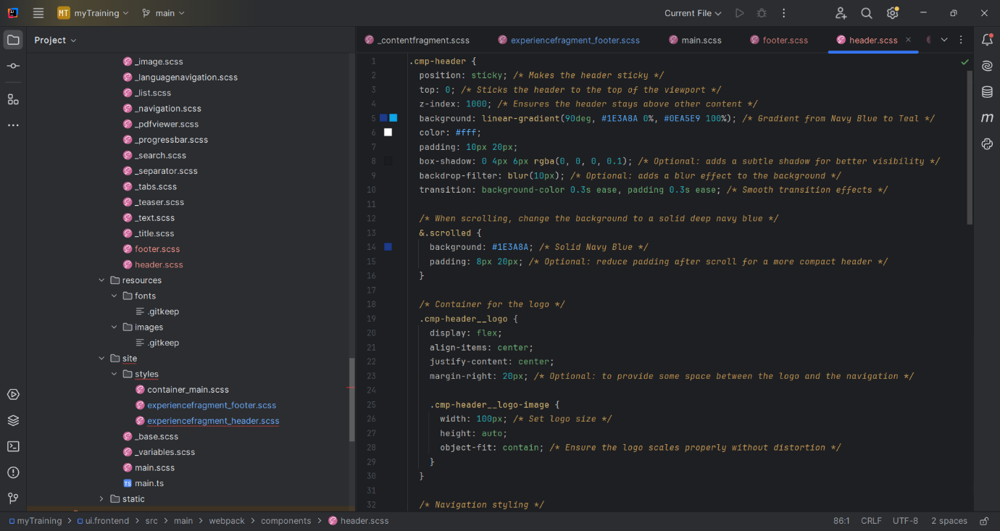 MT myTraining main Current File
Project
_contentfragment.scss experiencefragment_footer.scss main.scss footer.scss header.scss
_image.scss
_languagenavigation.scss
_list.scss
_navigation.scss
_pdfviewer.scss
_progressbar.scss
_search.scss
_separator.scss
_tabs.scss
_teaser.scss
_text.scss
_title.scss
footer.scss
header.scss
resources
fonts
.gitkeep
images
.gitkeep
site
styles
container_main.scss
experiencefragment_footer.scss
experiencefragment_header.scss
_base.scss
_variables.scss
main.scss
TS main.ts
static
1 .cmp-header {
2 position: sticky; /* Makes the header sticky */
3 top: 0; /* Sticks the header to the top of the viewport */
4 z-index: 1000; /* Ensures the header stays above other content */
5 background: linear-gradient(90deg, #1E3A8A 0%, #0EA5E9 100%); /* Gradient from Navy Blue to Teal */
6 color: #fff;
7 padding: 10px 20px;
8 box-shadow: 0 4px 6px rgba(0, 0, 0, 0.1); /* Optional: adds a subtle shadow for better visibility */
9 backdrop-filter: blur(10px); /* Optional: adds a blur effect to the background */
10 transition: background-color 0.3s ease, padding 0.3s ease; /* Smooth transition effects */
11
12 /* When scrolling, change the background to a solid deep navy blue */
13 &.scrolled {
14 background: #1E3A8A; /* Solid Navy Blue */
15 padding: 8px 20px; /* Optional: reduce padding after scroll for a more compact header */
16 }
17
18 /* Container for the logo */
19 .cmp-header__logo {
20 display: flex;
21 align-items: center;
22 justify-content: center;
23 margin-right: 20px; /* Optional: to provide some space between the logo and the navigation */
24
25 .cmp-header__logo-image {
26 width: 100px; /* Set logo size */
27 height: auto;
28 object-fit: contain; /* Ensure the logo scales properly without distortion */
29 }
30 }
31
32 /* Navigation styling */
m
myTraining > ui.frontend > src > main > webpack > components > header.scss 86:1 CRLF UTF-8 2 spaces